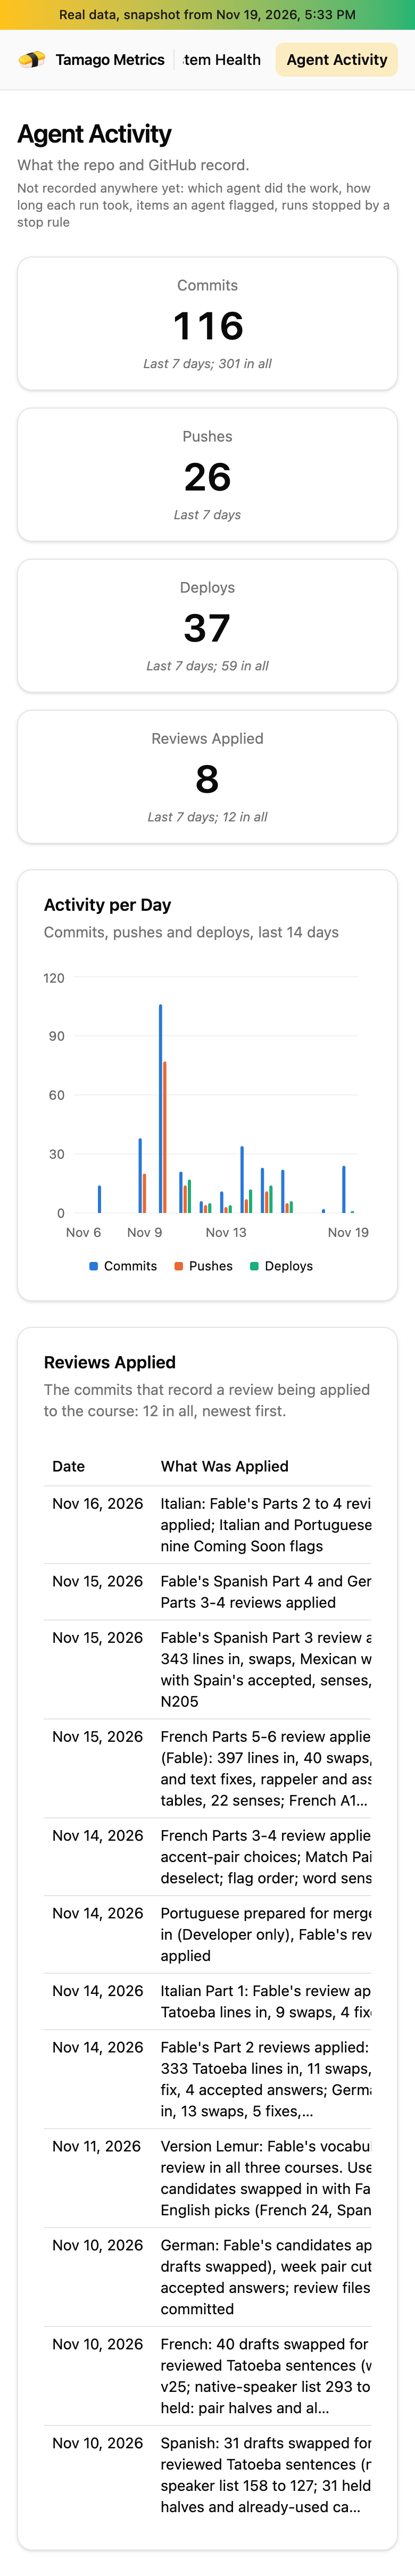 Real data, snapshot from Nov 19, 2026, 5:33 PM
Tamago Metrics
tem Health
Agent Activity
Agent Activity
What the repo and GitHub record.
Not recorded anywhere yet: which agent did the work, how
long each run took, items an agent flagged, runs stopped by a
stop rule
Commits
116
Last 7 days; 301 in all
Pushes
26
Last 7 days
Deploys
37
Last 7 days; 59 in all
Reviews Applied
8
Last 7 days; 12 in all
Activity per Day
Commits, pushes and deploys, last 14 days
120
90
60
30
0
Nov 6
Nov 9
Nov 13
Nov 19
Commits
Pushes
Deploys
Reviews Applied
The commits that record a review being applied
to the course: 12 in all, newest first.
Date
What Was Applied
Nov 16, 2026
Italian: Fable's Parts 2 to 4 revi
applied; Italian and Portuguese
nine Coming Soon flags
Nov 15, 2026
Fable's Spanish Part 4 and Ger
Parts 3-4 reviews applied
Nov 15, 2026
Fable's Spanish Part 3 review a
343 lines in, swaps, Mexican w
with Spain's accepted, senses,
N205
Nov 15, 2026
French Parts 5-6 review applie
(Fable): 397 lines in, 40 swaps,
and text fixes, rappeler and ass
tables, 22 senses; French A1...
Nov 14, 2026
French Parts 3-4 review applie
accent-pair choices; Match Pai
deselect; flag order; word sens
Nov 14, 2026
Portuguese prepared for merge
in (Developer only), Fable's rev
applied
Nov 14, 2026
Italian Part 1: Fable's review ap
Tatoeba lines in, 9 swaps, 4 fix
Nov 14, 2026
Fable's Part 2 reviews applied:
333 Tatoeba lines in, 11 swaps,
fix, 4 accepted answers; Germa
in, 13 swaps, 5 fixes,...
Nov 11, 2026
Version Lemur: Fable's vocabul
review in all three courses. Use
candidates swapped in with Fa
English picks (French 24, Span
Nov 10, 2026
German: Fable's candidates ap
drafts swapped), week pair cut
accepted answers; review files
committed
Nov 10, 2026
French: 40 drafts swapped for
reviewed Tatoeba sentences (w
v25; native-speaker list 293 to
held: pair halves and al...
Nov 10, 2026
Spanish: 31 drafts swapped for
reviewed Tatoeba sentences (n
speaker list 158 to 127; 31 held
halves and already-used ca...